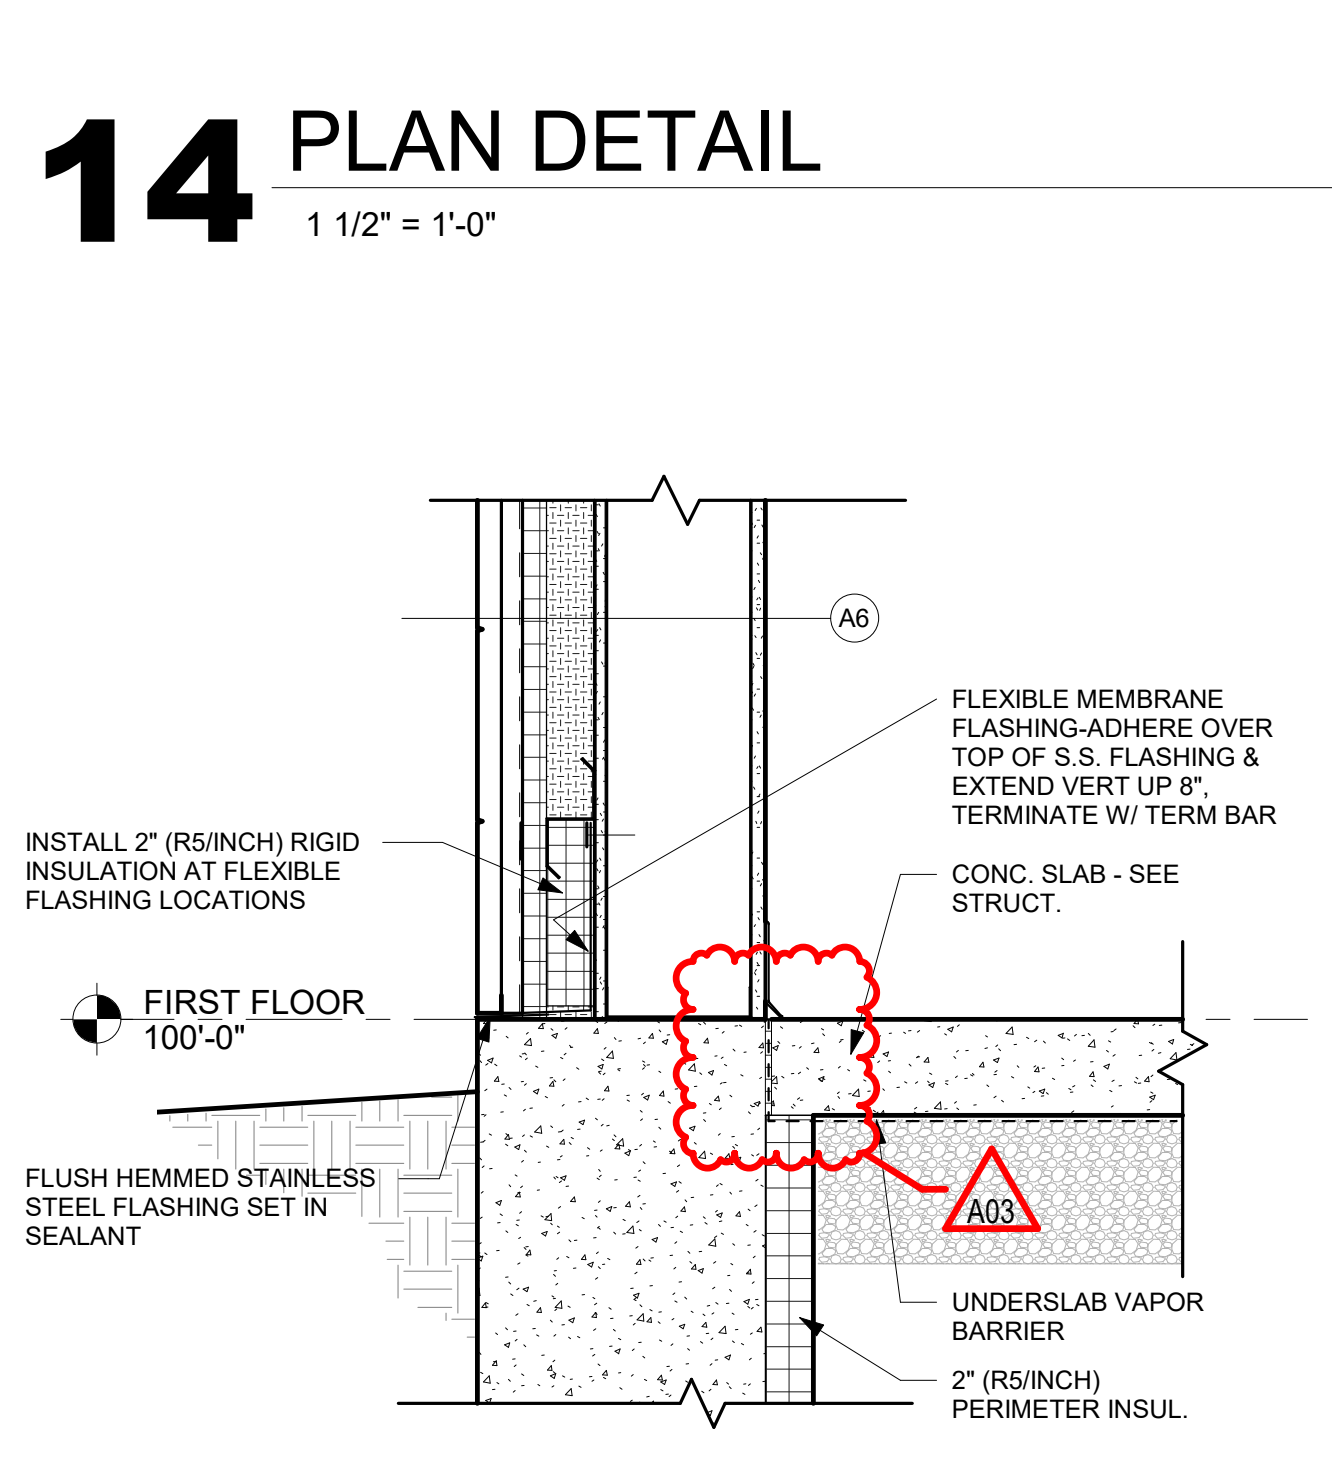 14 PLAN DETAIL
1 1/2" = 1'-0"
A6
FLEXIBLE MEMBRANE
FLASHING-ADHERE OVER
TOP OF S.S. FLASHING &
EXTEND VERT UP 8",
TERMINATE W/ TERM BAR
INSTALL 2" (R5/INCH) RIGID
INSULATION AT FLEXIBLE
FLASHING LOCATIONS
CONC. SLAB - SEE
STRUCT.
FIRST FLOOR
100'-0"
FLUSH HEMMED STAINLESS
STEEL FLASHING SET IN
SEALANT
A03
UNDERSLAB VAPOR
BARRIER
2" (R5/INCH)
PERIMETER INSUL.